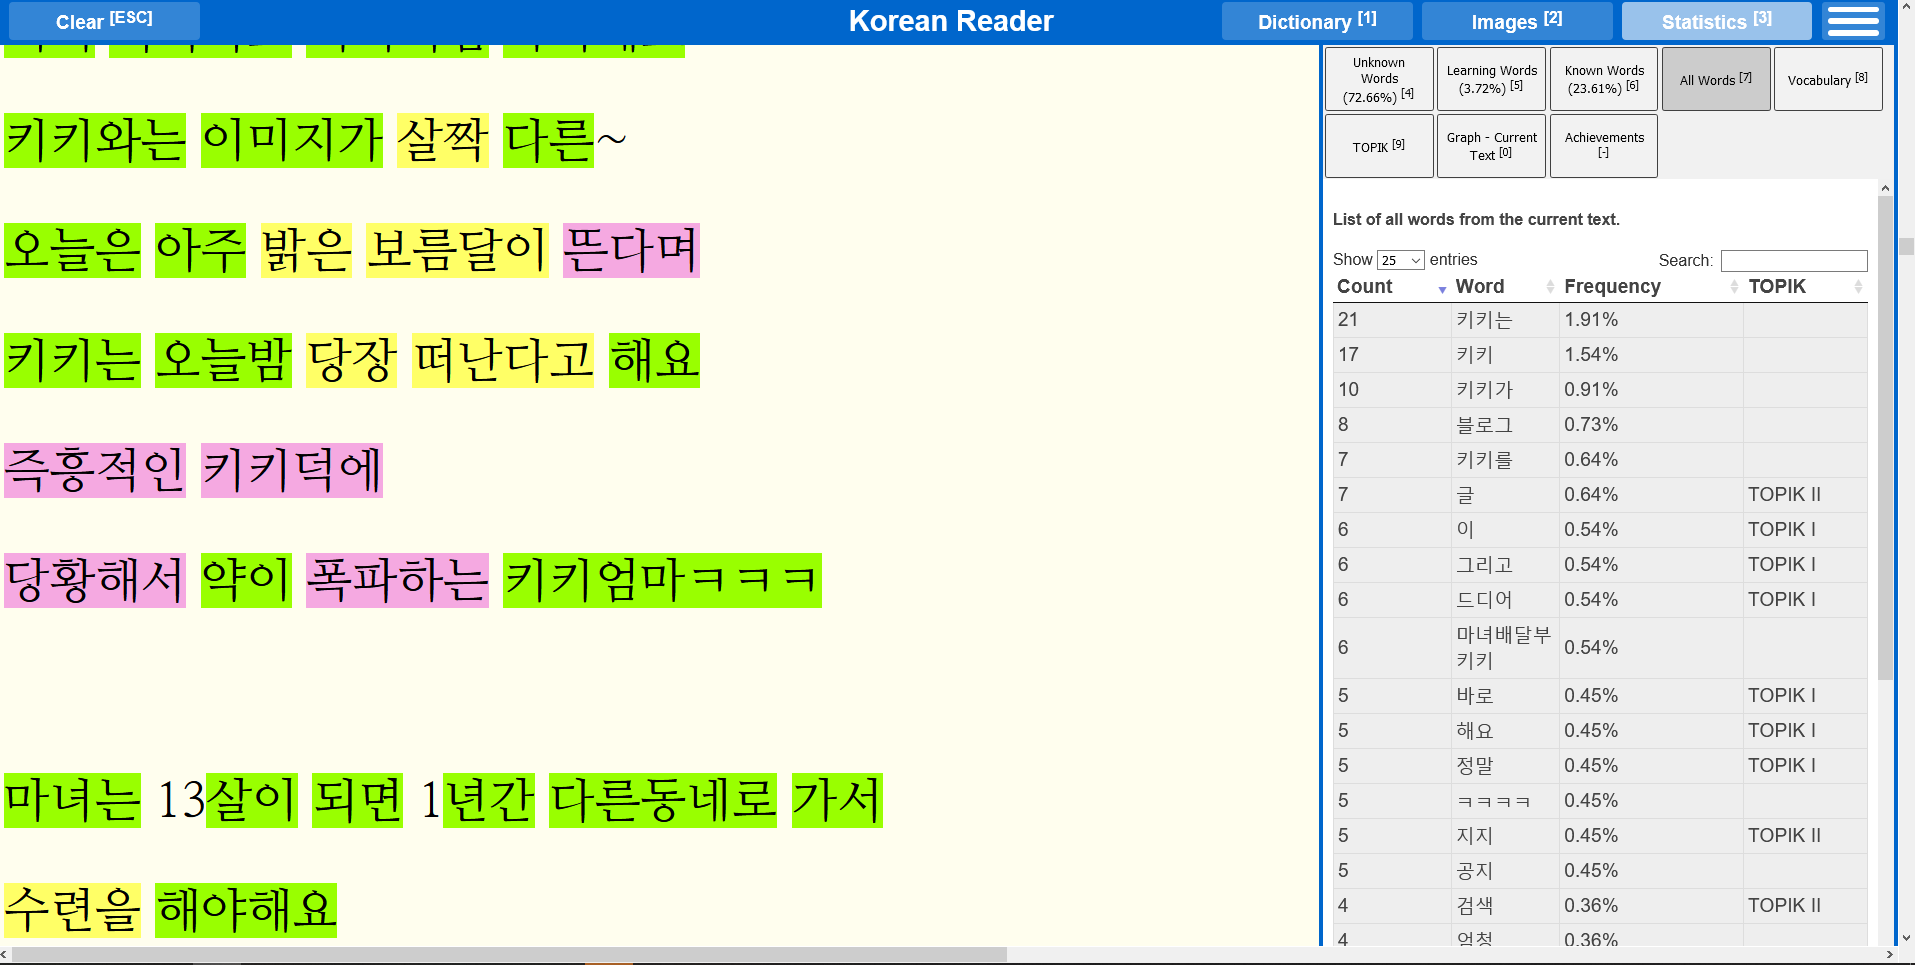 Clear [ESC]
Korean Reader
Dictionary [1]
Images [2]
Statistics [3]
키키와는 이미지가 살짝 다른~
오늘은 아주 밝은 보름달이 뜬다며
키키는 오늘밤 당장 떠난다고 해요
즉흥적인 키키덕에
당황해서 약이 폭파하는 키키엄마ㅋㅋㅋ
마녀는 13살이 되면 1년간 다른동네로 가서
수련을 해야해요
Unknown
Words
(72.66%) [4]
Learning Words
(3.72%) [5]
Known Words
(23.61%) [6]
All Words [7]
Vocabulary [8]
TOPIK [9]
Graph - Current
Text [0]
Achievements
[-]
List of all words from the current text.
Show 25 entries
Search:
Count Word Frequency TOPIK
21 키키는 1.91%
17 키키 1.54%
10 키키가 0.91%
8 블로그 0.73%
7 키키를 0.64%
7 글 0.64% TOPIK II
6 이 0.54% TOPIK I
6 그리고 0.54% TOPIK I
6 드디어 0.54% TOPIK I
6 마녀배달부
키키 0.54%
5 바로 0.45% TOPIK I
5 해요 0.45% TOPIK I
5 정말 0.45% TOPIK I
5 ㅋㅋㅋㅋ 0.45%
5 지지 0.45% TOPIK II
5 공지 0.45%
4 검색 0.36% TOPIK II
4 엄청 0.36%